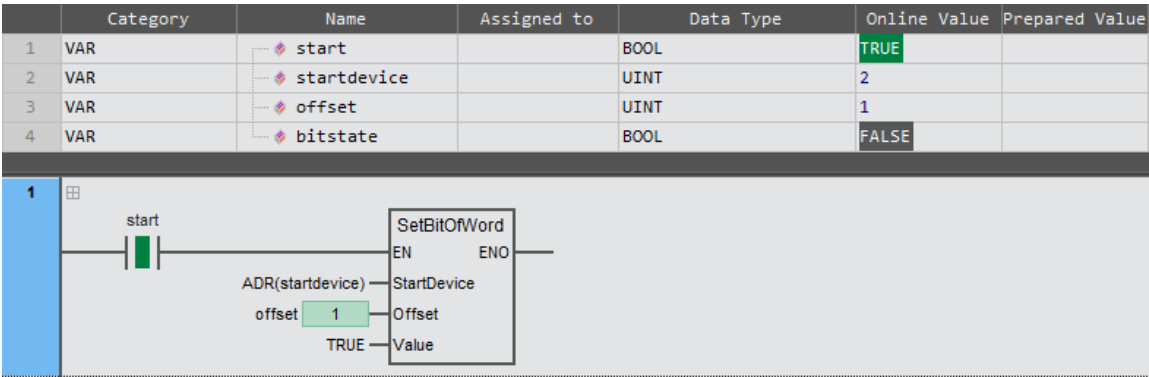 Category Name Assigned to Data Type Online Value Prepared Value
1 VAR start BOOL TRUE
2 VAR startdevice UINT 2
3 VAR offset UINT 1
4 VAR bitstate BOOL FALSE
1
start
SetBitOfWord
EN ENO
ADR(startdevice) StartDevice
offset 1 Offset
TRUE Value